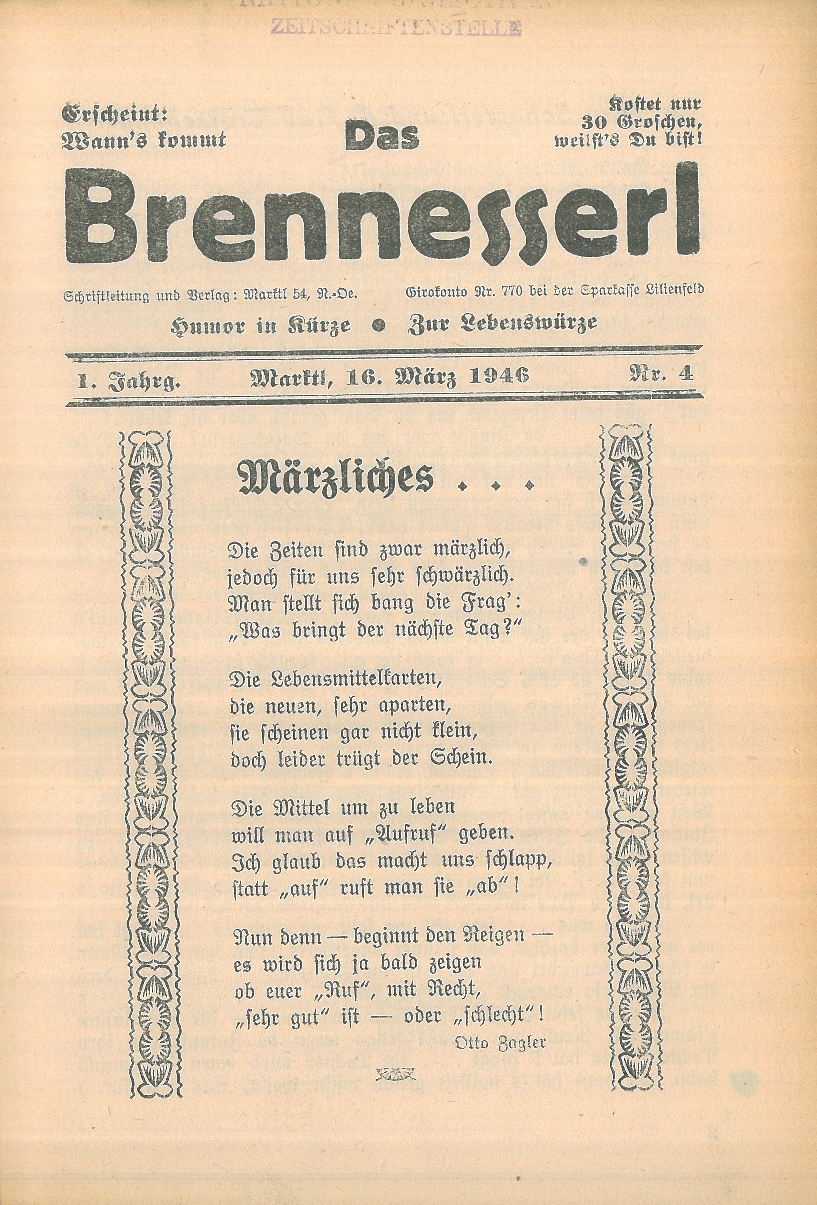 ZEITSCHRIFTENSTELLE
Erscheint:
Wann's kommt
Kostet nur
30 Groschen,
weilst's Du bist!
Das
Brennesserl
Schriftleitung und Verlag: Marktl 54, N.-Oe.
Girokonto Nr. 770 bei der Sparkasse Lilienfeld
Humor in Kürze ● Zur Lebenswürze
1. Jahrg.
Marktl, 16. März 1946
Nr. 4
Märzliches . . .
Die Zeiten sind zwar märzlich,
jedoch für uns sehr schwärzlich.
Man stellt sich bang die Frag':
„Was bringt der nächste Tag?“
Die Lebensmittelkarten,
die neuen, sehr aparten,
sie scheinen gar nicht klein,
doch leider trügt der Schein.
Die Mittel um zu leben
will man auf „Aufruf“ geben.
Ich glaub das macht uns schlapp,
statt „auf“ ruft man sie „ab“!
Nun denn — beginnt den Reigen —
es wird sich ja bald zeigen
ob euer „Ruf“, mit Recht,
„sehr gut“ ist — oder „schlecht“!
Otto Zagler